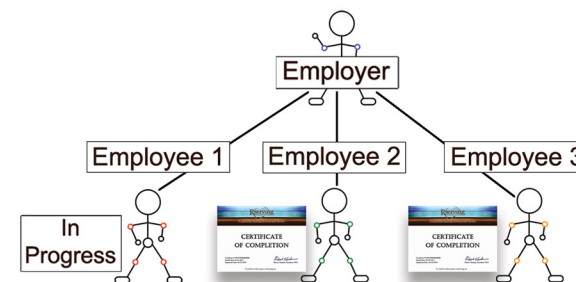 Employer
Employee 1
Employee 2
Employee 3
In
Progress
CERTIFICATE
OF COMPLETION
CERTIFICATE
OF COMPLETION